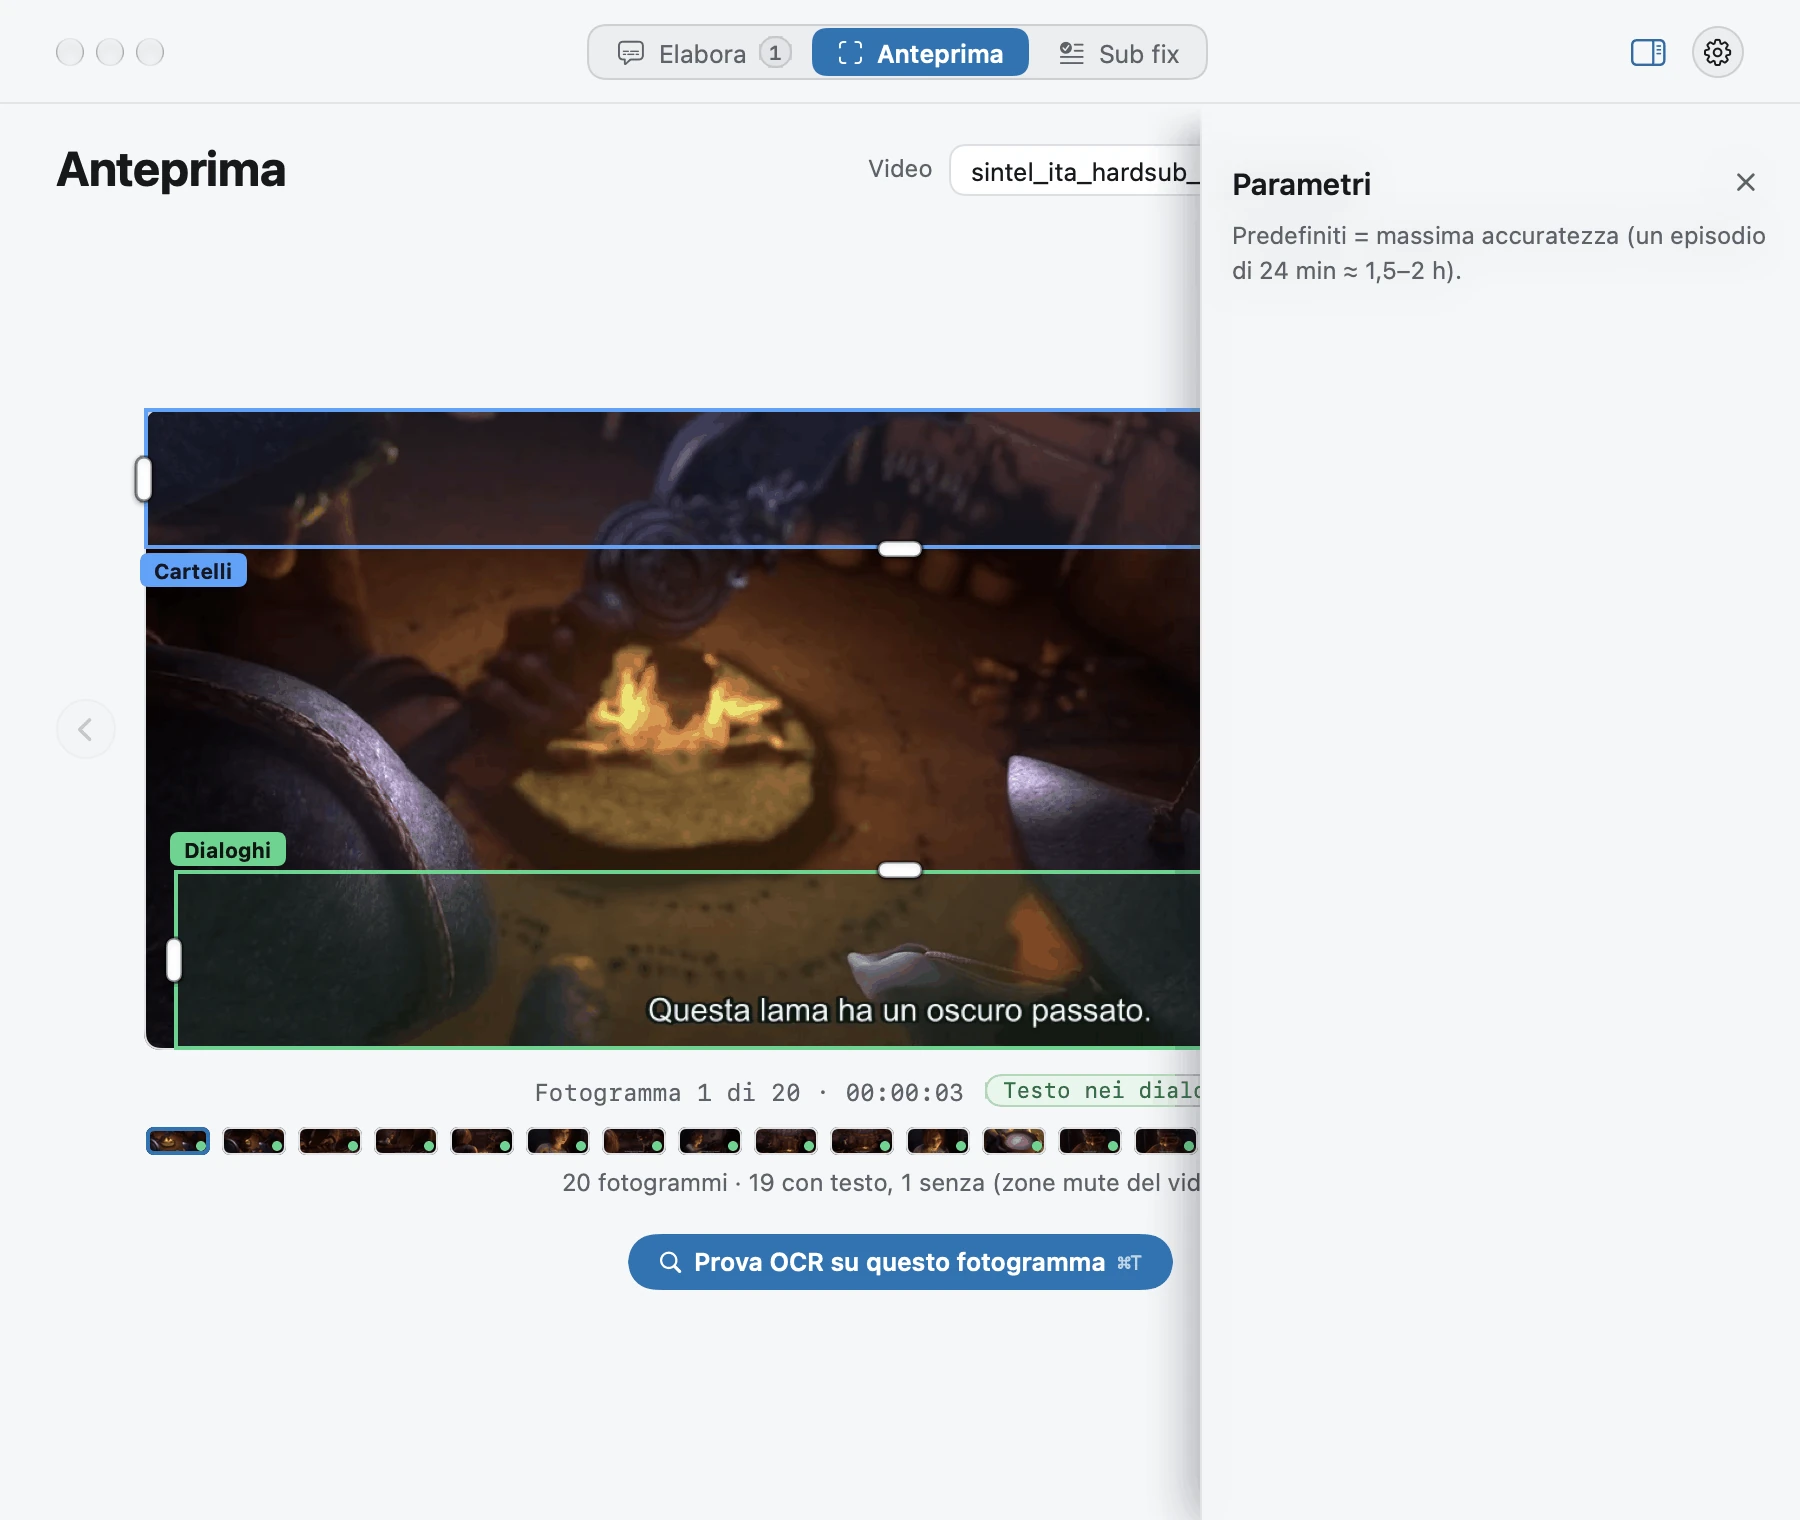 Elabora 1
Anteprima
Sub fix
Anteprima
Video sintel_ita_hardsub_
Parametri
Predefiniti = massima accuratezza (un episodio
di 24 min ≈ 1,5–2 h).
Cartelli
Dialoghi
Questa lama ha un oscuro passato.
Fotogramma 1 di 20 · 00:00:03
Testo nei dialo
20 fotogrammi · 19 con testo, 1 senza (zone mute del vid
Prova OCR su questo fotogramma ⌘T